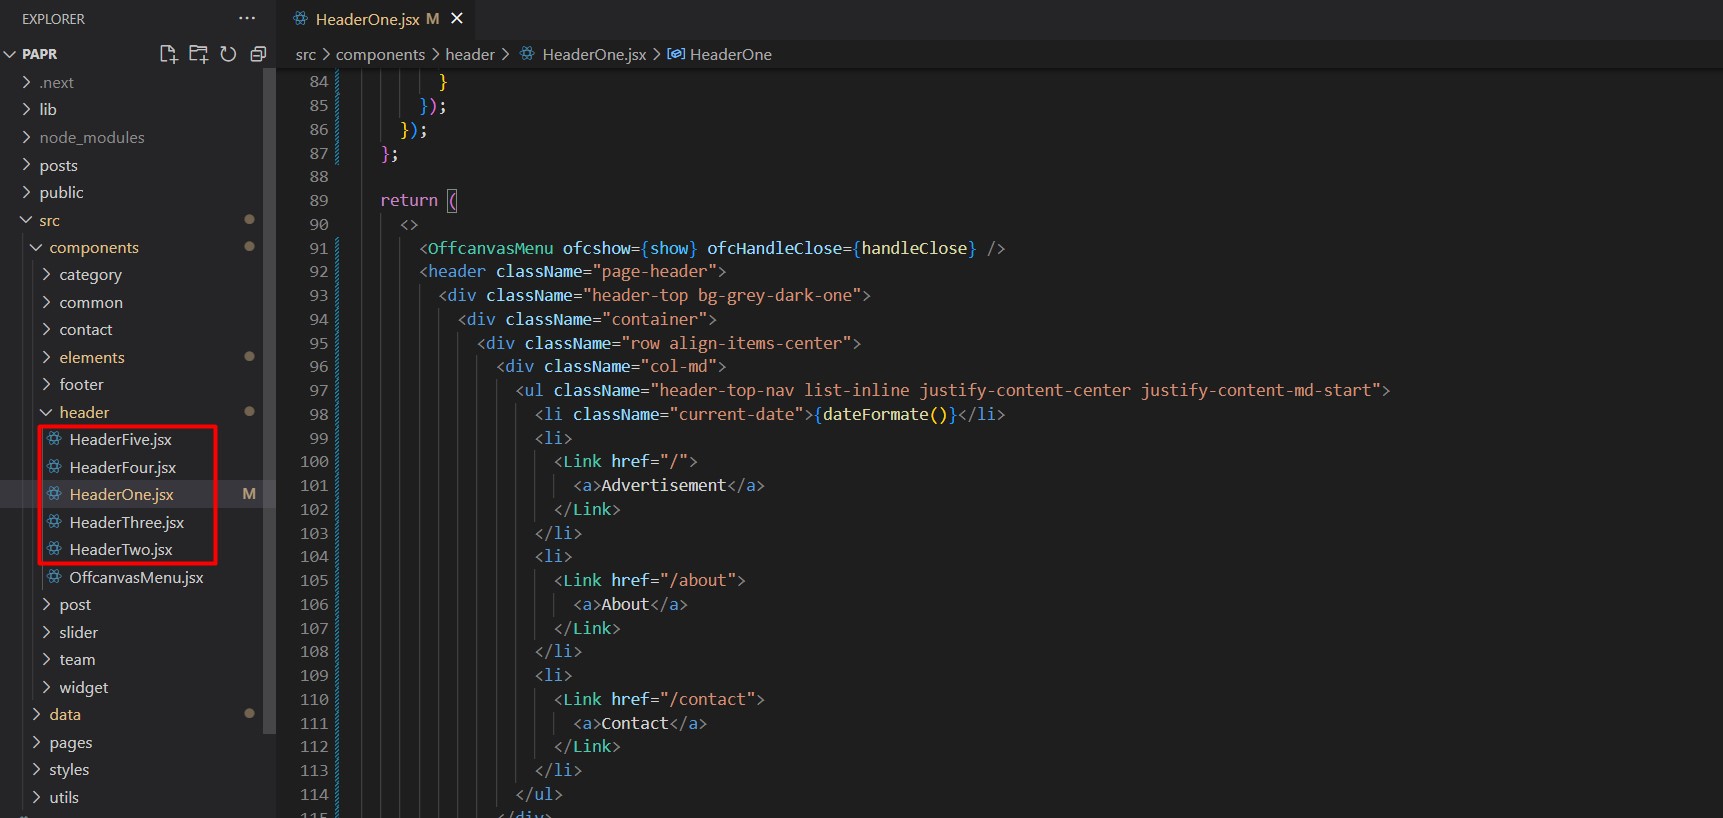 EXPLORER ...
PAPR
.next
lib
node_modules
posts
public
src
components
category
common
contact
elements
footer
header
HeaderFive.jsx
HeaderFour.jsx
HeaderOne.jsx M
HeaderThree.jsx
HeaderTwo.jsx
OffcanvasMenu.jsx
post
slider
team
widget
data
pages
styles
utils
HeaderOne.jsx M
src > components > header > HeaderOne.jsx > HeaderOne
84 }
85 });
86 });
87 };
88
89 return (
90 <>
91 <OffcanvasMenu ofcshow={show} ofcHandleClose={handleClose} />
92 <header className="page-header">
93 <div className="header-top bg-grey-dark-one">
94 <div className="container">
95 <div className="row align-items-center">
96 <div className="col-md">
97 <ul className="header-top-nav list-inline justify-content-center justify-content-md-start">
98 <li className="current-date">{dateFormate()}</li>
99 <li>
100 <Link href="/">
101 <a>Advertisement</a>
102 </Link>
103 </li>
104 <li>
105 <Link href="/about">
106 <a>About</a>
107 </Link>
108 </li>
109 <li>
110 <Link href="/contact">
111 <a>Contact</a>
112 </Link>
113 </li>
114 </ul>
115 </div>